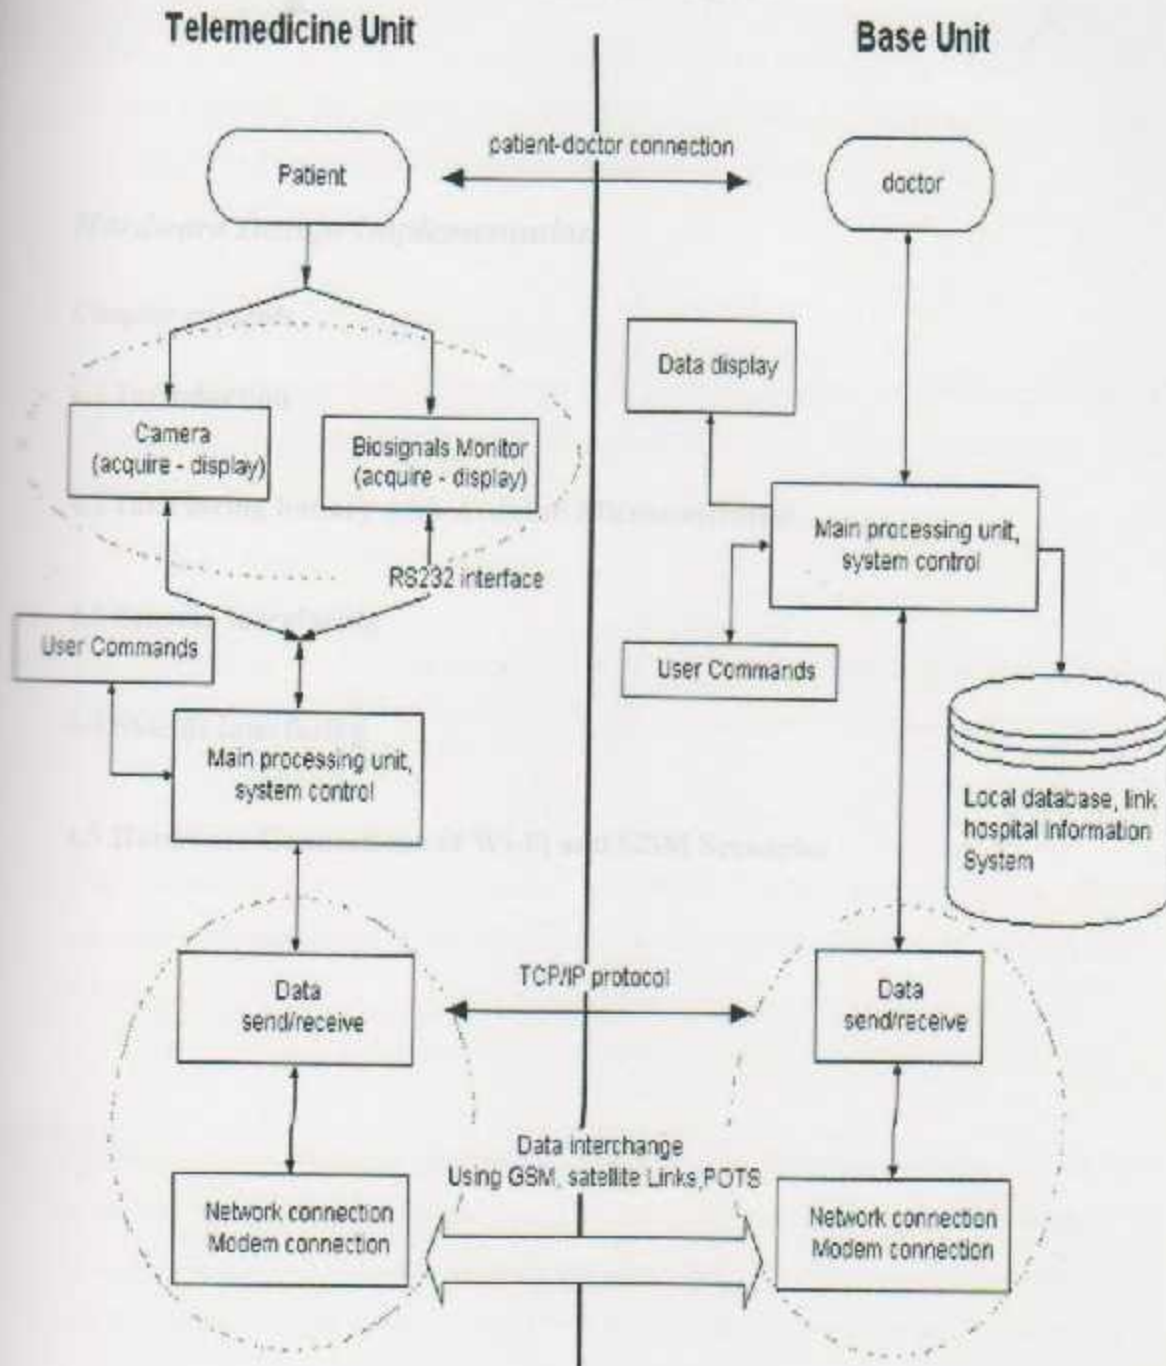 Telemedicine Unit
Base Unit
Patient
patient-doctor connection
doctor
Data display
Camera
(acquire - display)
Biosignals Monitor
(acquire - display)
Main processing unit,
system control
RS232 interface
User Commands
User Commands
Main processing unit,
system control
Local database, link
hospital Information
System
Data
send/receive
TCP/IP protocol
Data
send/receive
Data interchange
Using GSM, satellite Links,POTS
Network connection
Modem connection
Network connection
Modem connection